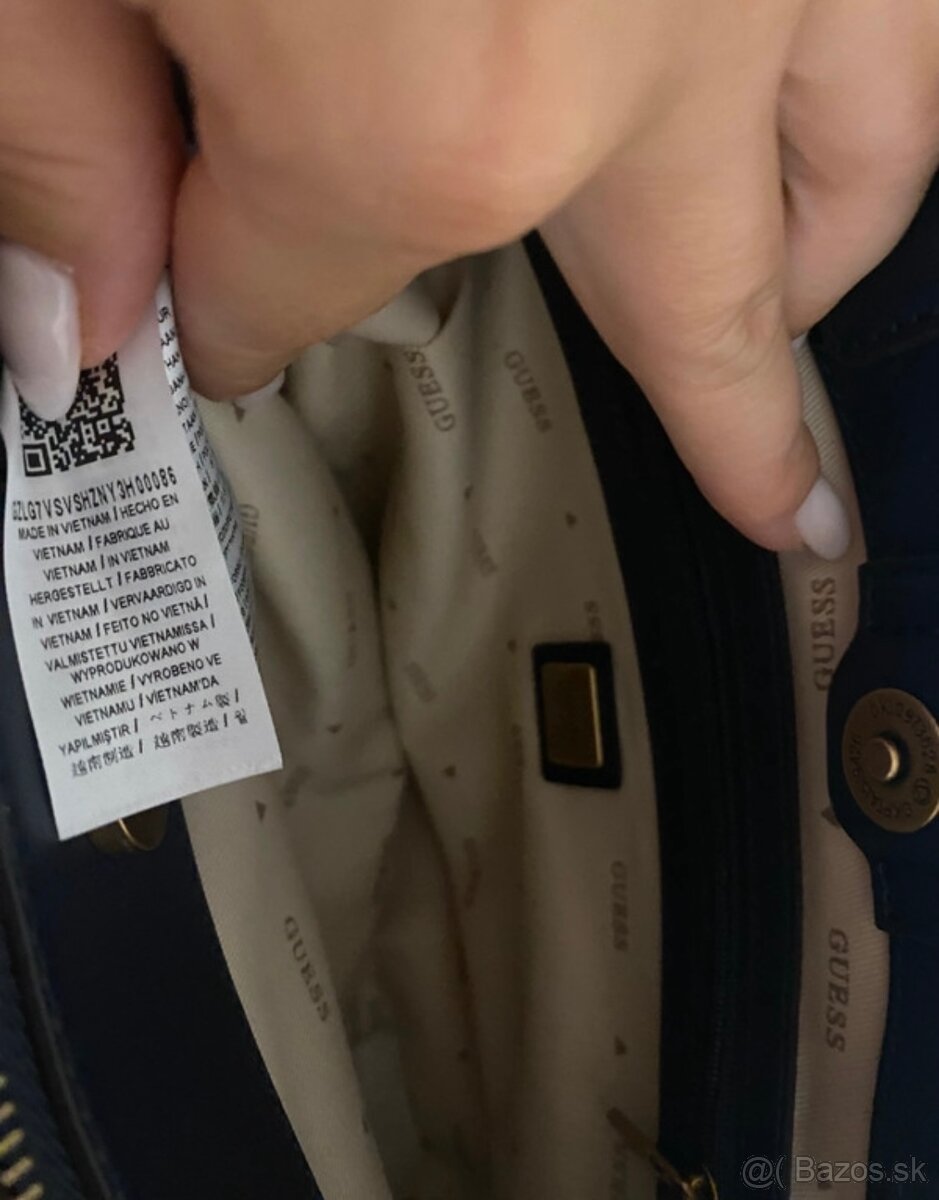 GZLG7VSVSHZNY3H00086
MADE IN VIETNAM / HECHO EN
VIETNAM / FABRIQUE AU
VIETNAM / IN VIETNAM
HERGESTELLT / FABBRICATO
IN VIETNAM / VERVAARDIGD IN
VIETNAM / FEITO NO VIETNÃ /
VALMISTETTU VIETNAMISSA /
WYPRODUKOWANO W
WIETNAMIE / VYROBENO VE
VIETNAMU / VIETNAM'DA
YAPILMIŞTIR / ベトナム製 /
越南制造 / 越南製造 /
GUESS
GUESS
GUESS
GUESS
GUESS
GUESS
@( Bazos.sk